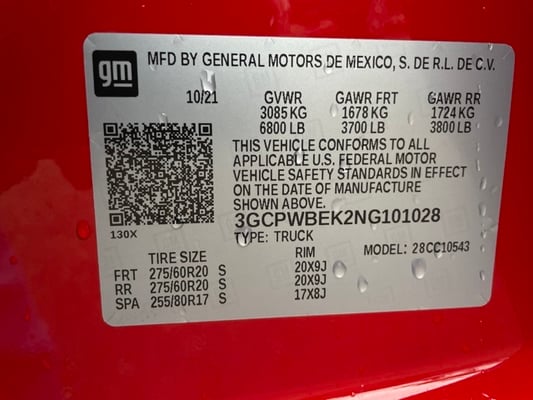 gm
MFD BY GENERAL MOTORS DE MEXICO, S. DE R.L. DE C.V.
10/21 GVWR GAWR FRT GAWR RR
3085 KG 1678 KG 1724 KG
6800 LB 3700 LB 3800 LB
THIS VEHICLE CONFORMS TO ALL
APPLICABLE U.S. FEDERAL MOTOR
VEHICLE SAFETY STANDARDS IN EFFECT
ON THE DATE OF MANUFACTURE
SHOWN ABOVE.
3GCPWBEK2NG101028
130X
TYPE: TRUCK
MODEL: 28CC10543
TIRE SIZE RIM
FRT 275/60R20 S 20X9J
RR 275/60R20 S 20X9J
SPA 255/80R17 S 17X8J